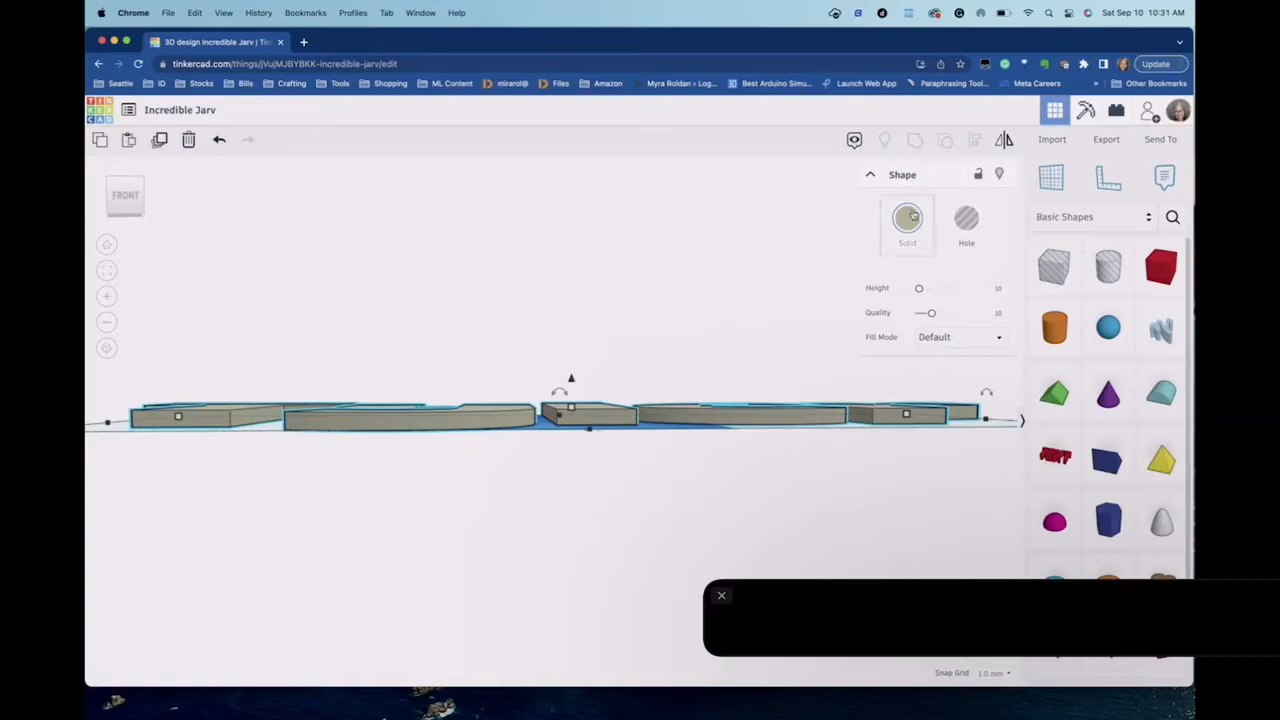 Chrome File Edit View History Bookmarks Profiles Tab Window Help Sat Sep 10 10:31 AM
3D design Incredible Jarv | Tin
tinkercad.com/things/jVujMJBYBKK-incredible-jarv/edit Update
Seattle ID Stocks Bills Crafting Tools Shopping ML Content mirarol@ Files Amazon Myra Roldan > Log... Best Arduino Simu... Launch Web App Paraphrasing Tool... Meta Careers » Other Bookmarks
TIN
KER
CAD
Incredible Jarv
Import Export Send To
Shape
FRONT
Basic Shapes
Solid Hole
Height 10
Quality 10
Fill Mode Default
TEXT
Snap Grid 1.0 mm